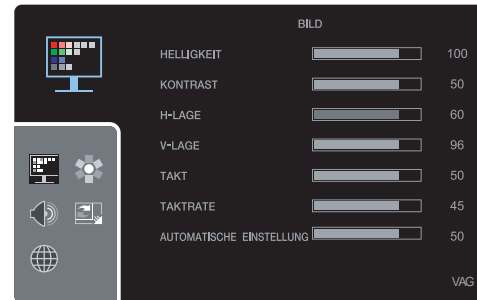 BILD
HELLIGKEIT 100
KONTRAST 50
H-LAGE 60
V-LAGE 96
TAKT 50
TAKTRATE 45
AUTOMATISCHE EINSTELLUNG 50
VAG